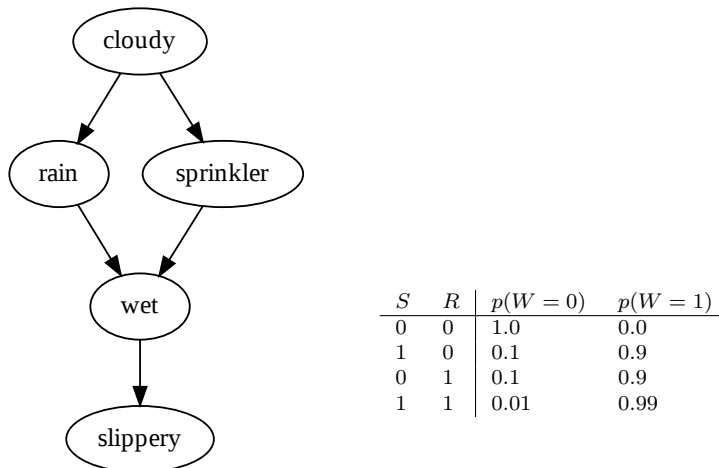 cloudy
rain sprinkler
wet
slippery
S R p(W = 0) p(W = 1)
0 0 1.0 0.0
1 0 0.1 0.9
0 1 0.1 0.9
1 1 0.01 0.99